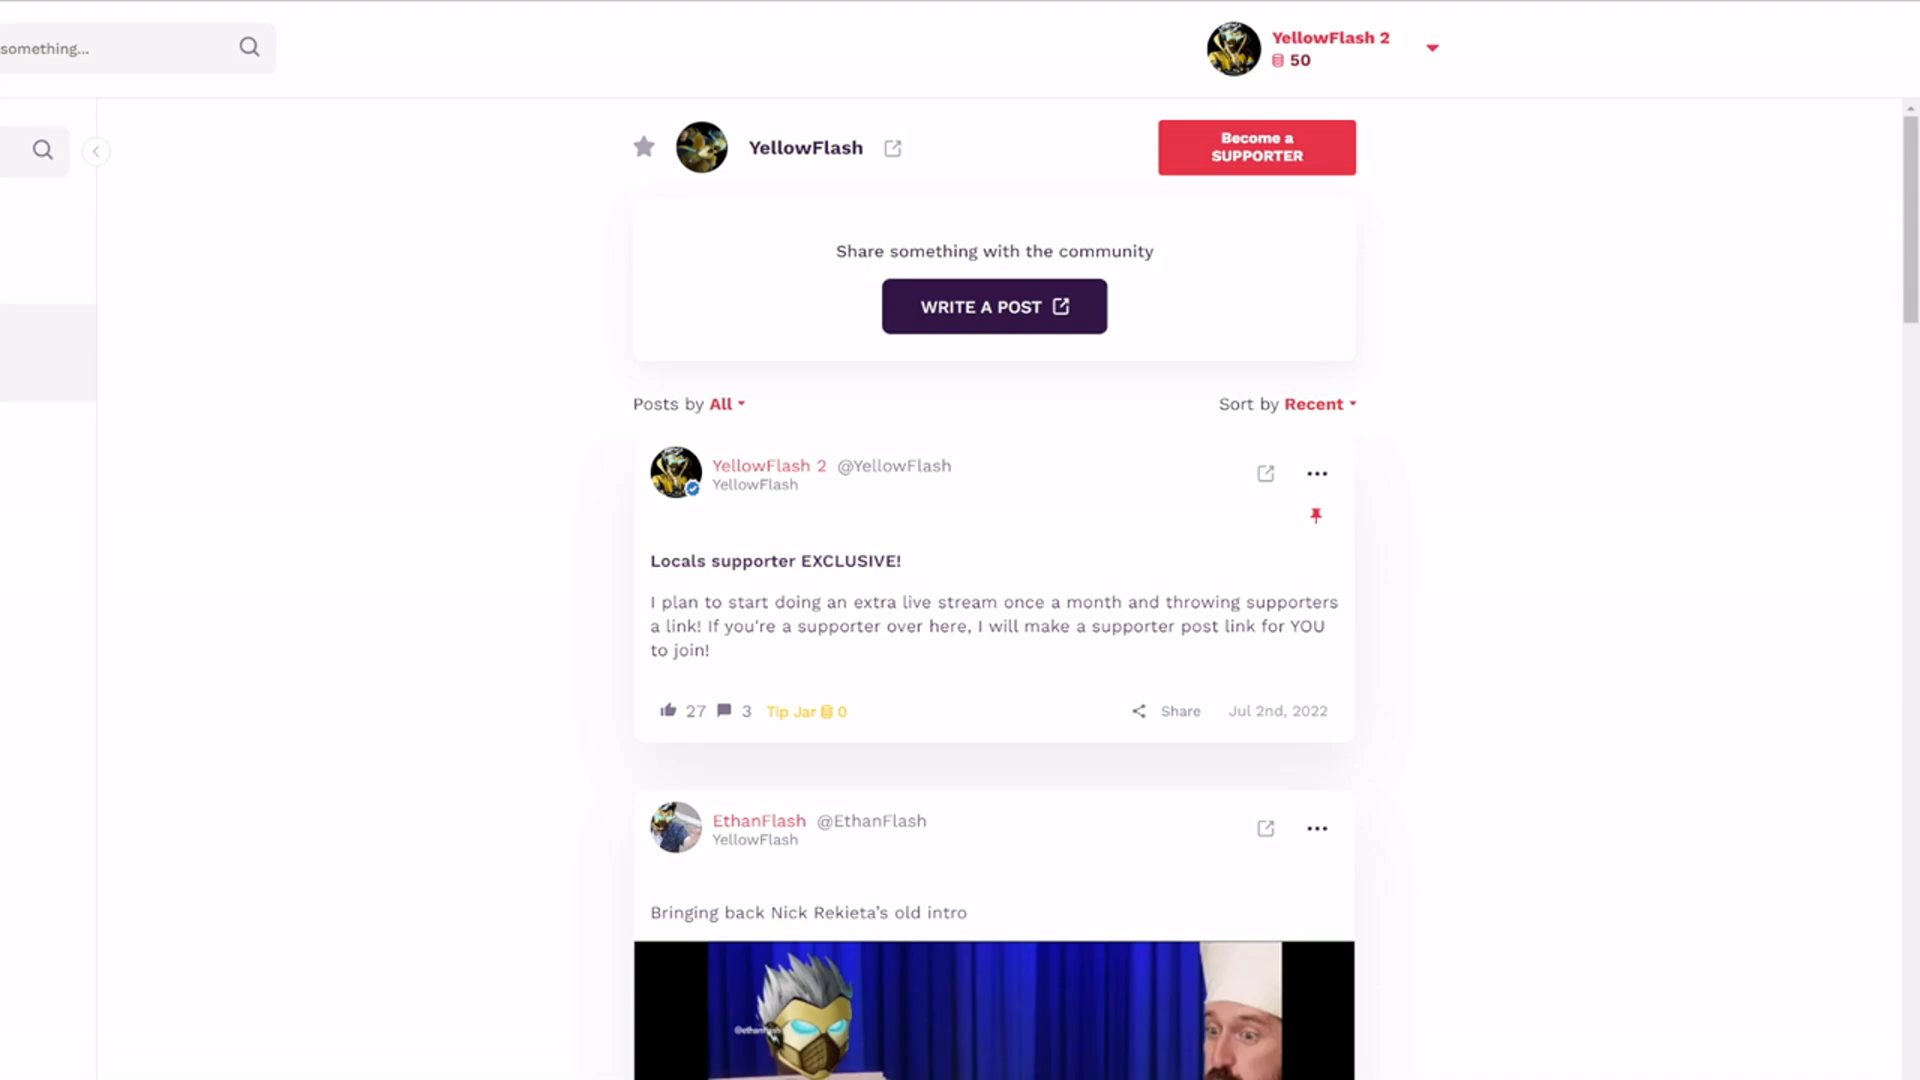 something...
YellowFlash 2
50
YellowFlash
Become a
SUPPORTER
Share something with the community
WRITE A POST
Posts by All
Sort by Recent
YellowFlash 2 @YellowFlash
YellowFlash
Locals supporter EXCLUSIVE!
I plan to start doing an extra live stream once a month and throwing supporters
a link! If you're a supporter over here, I will make a supporter post link for YOU
to join!
27 3 Tip Jar 0 Share Jul 2nd, 2022
EthanFlash @EthanFlash
YellowFlash
Bringing back Nick Rekieta's old intro
@ethanflash